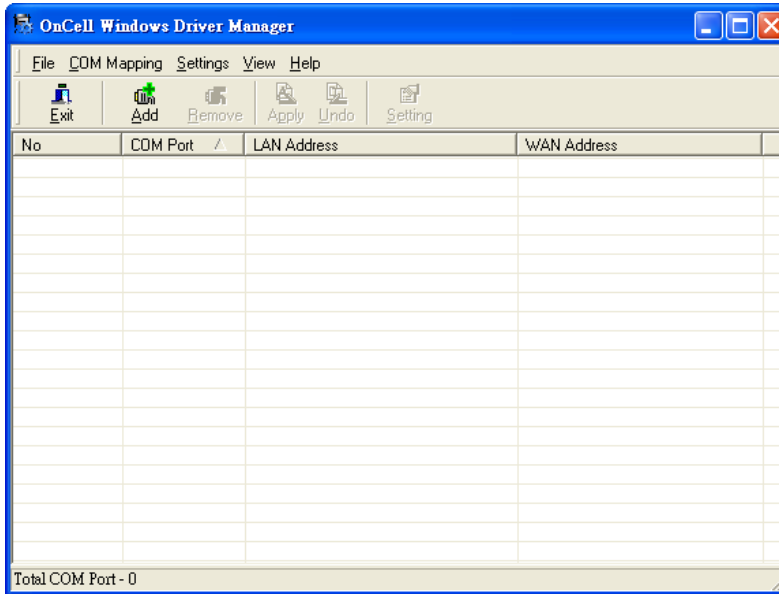 OnCell Windows Driver Manager
File COM Mapping Settings View Help
Exit Add Remove Apply Undo Setting
No COM Port LAN Address WAN Address
Total COM Port - 0